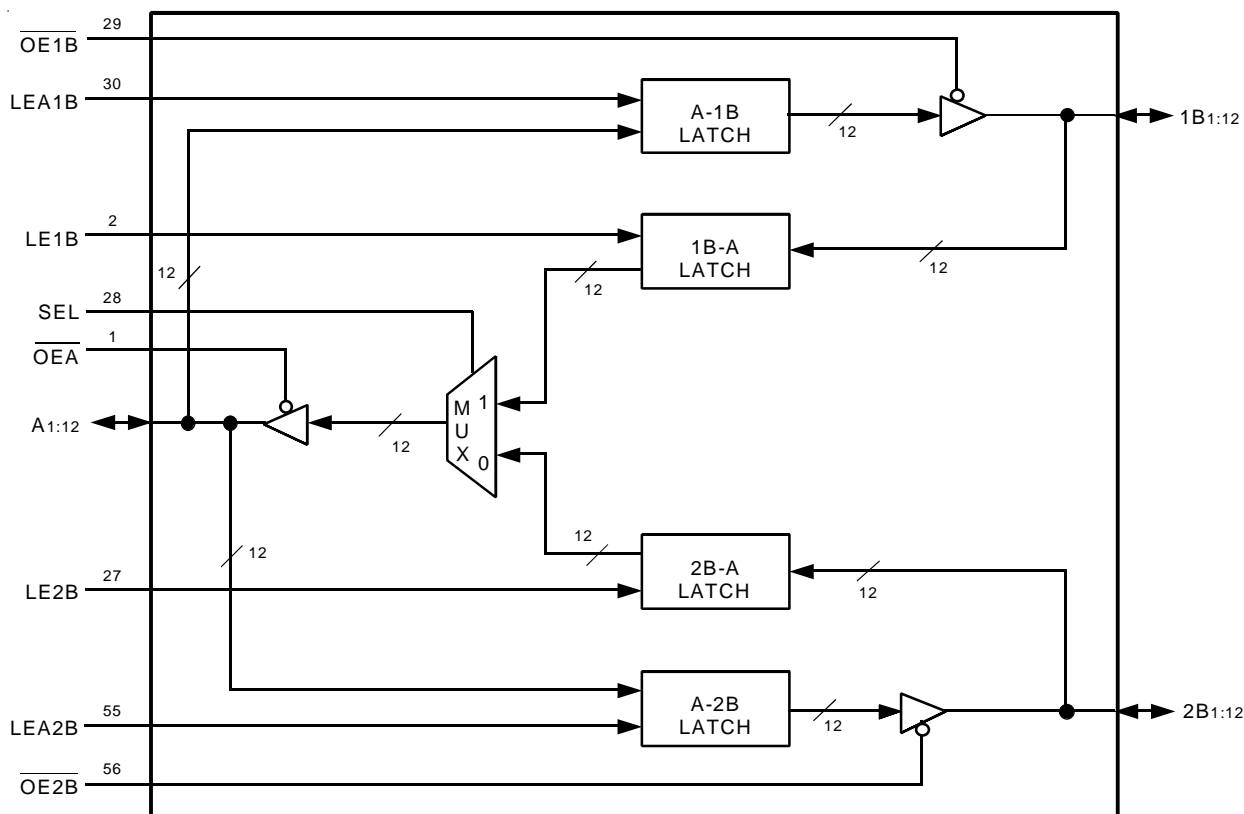 29
OE1B
30
LEA1B
A-1B
LATCH
12
1B1:12
2
LE1B
1B-A
LATCH
12
12
12
28
SEL
1
OEA
A1:12
12
MUX
1
0
12
12
27
LE2B
2B-A
LATCH
12
55
LEA2B
A-2B
LATCH
12
2B1:12
56
OE2B